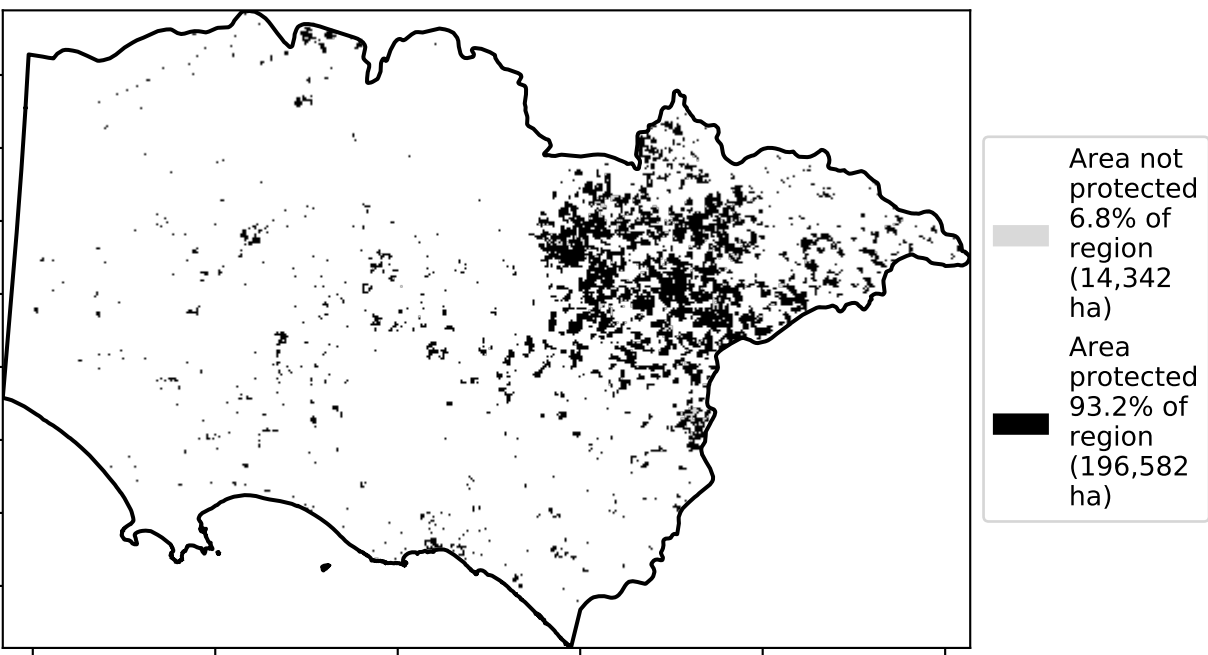 Area not
protected
6.8% of
region
(14,342
ha)
Area
protected
93.2% of
region
(196,582
ha)